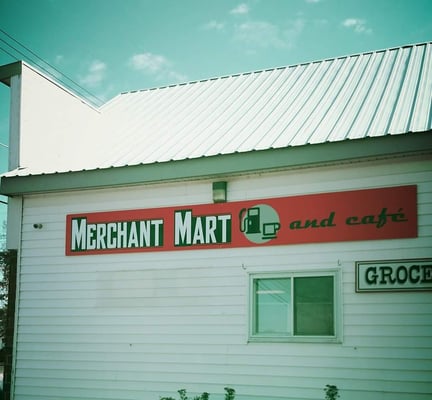 MERCHANT MART and café
GROCE